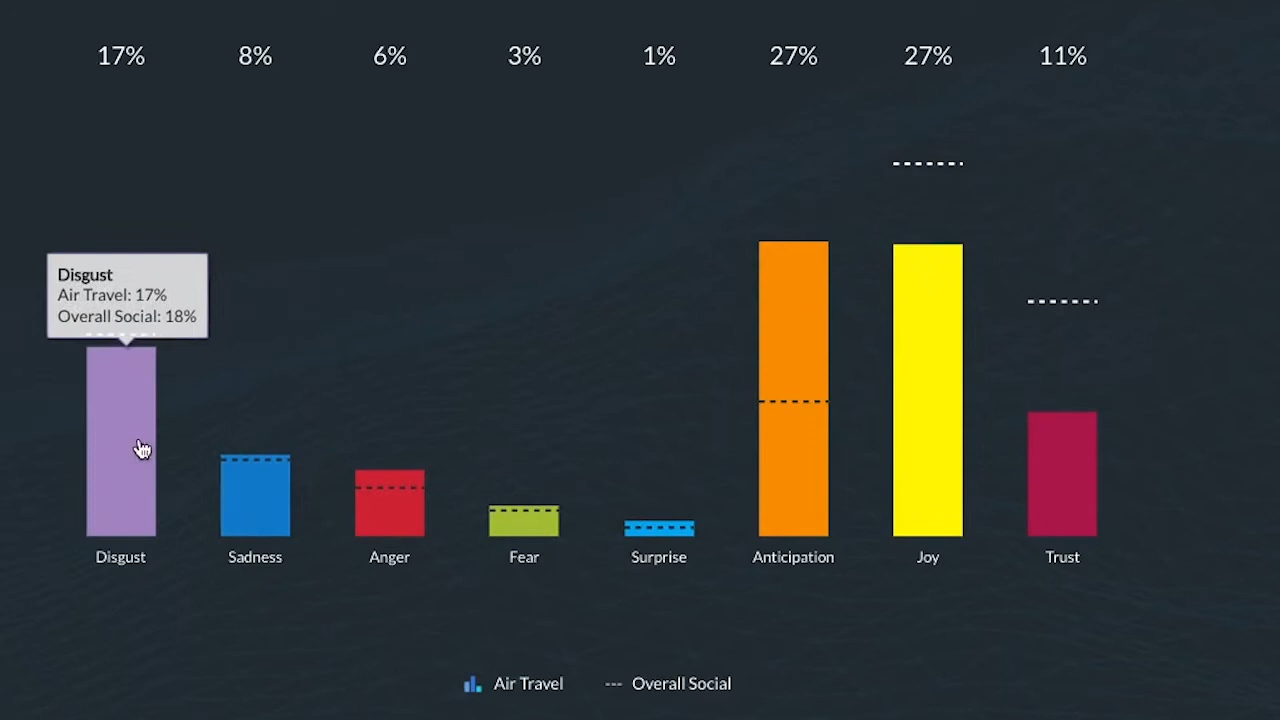 17% 8% 6% 3% 1% 27% 27% 11%
Disgust
Air Travel: 17%
Overall Social: 18%
Disgust Sadness Anger Fear Surprise Anticipation Joy Trust
Air Travel Overall Social